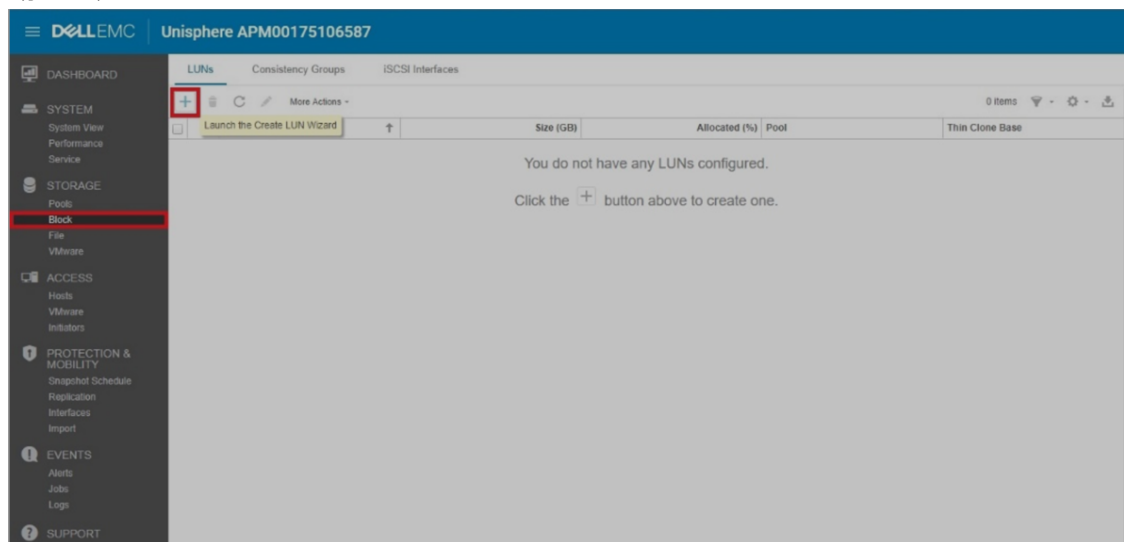 DELLEMC Unisphere APM00175106587
DASHBOARD
SYSTEM
System View
Performance
Service
STORAGE
Pools
Block
File
VMware
ACCESS
Hosts
VMware
Initiators
PROTECTION &
MOBILITY
Snapshot Schedule
Replication
Interfaces
Import
EVENTS
Alerts
Jobs
Logs
SUPPORT
LUNs Consistency Groups iSCSI Interfaces
More Actions
0 items
Launch the Create LUN Wizard
Size (GB) Allocated (%) Pool Thin Clone Base
You do not have any LUNs configured.
Click the + button above to create one.